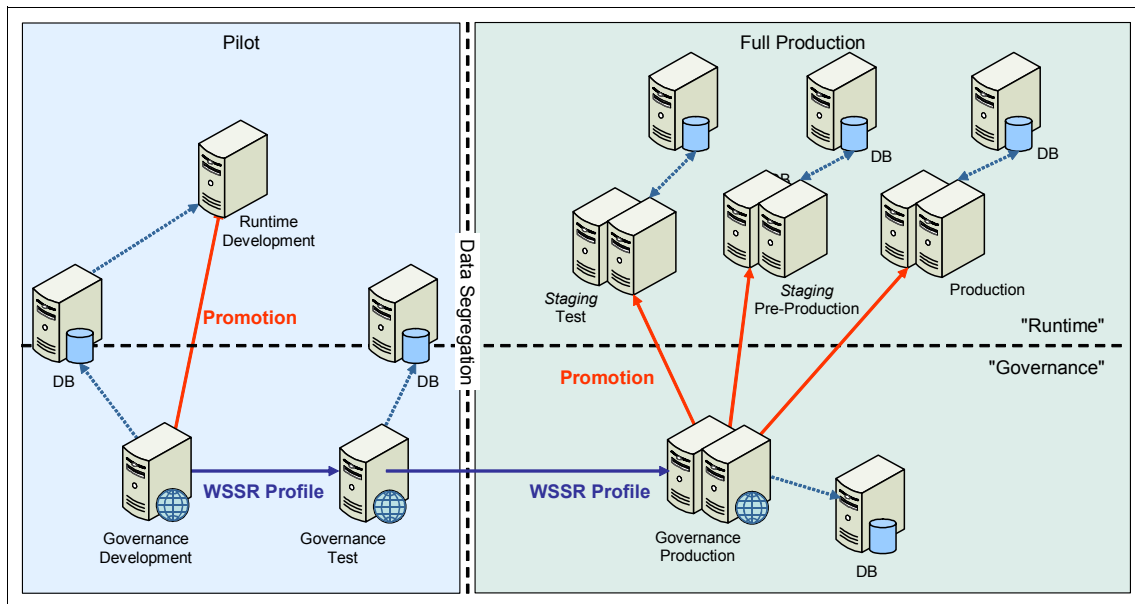 Pilot
Full Production
Runtime
Development
DB
DB
DB
Staging
Test
Staging
Pre-Production
Production
Promotion
Data Segregation
"Runtime"
"Governance"
DB
DB
Promotion
WSSR Profile
WSSR Profile
Governance
Development
Governance
Test
Governance
Production
DB